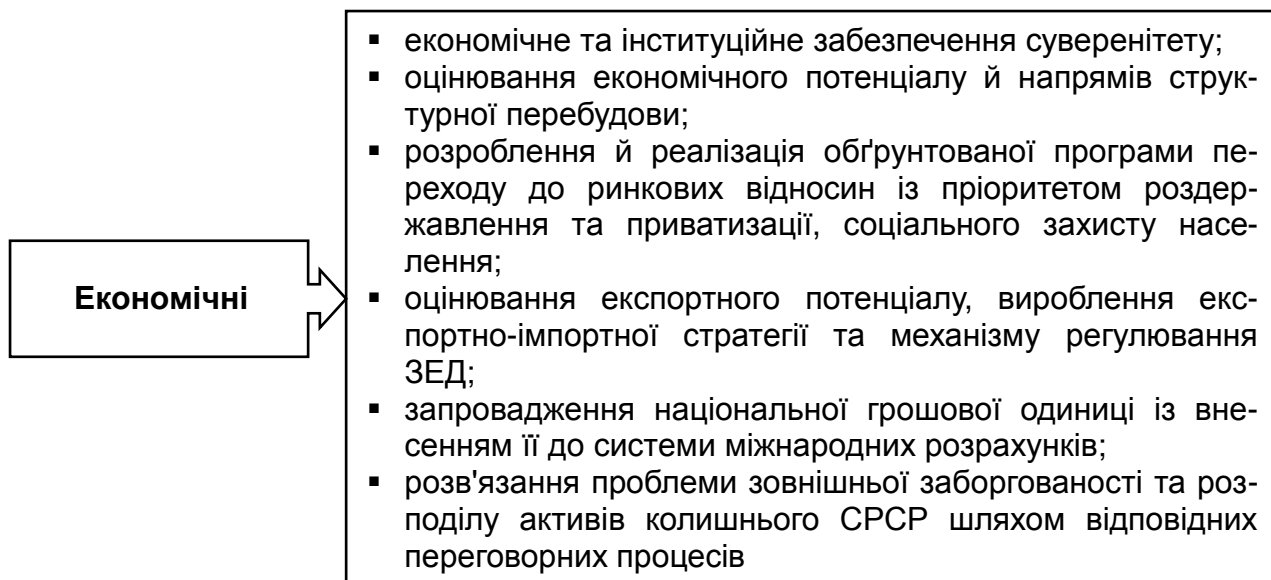 Економічні
▪ економічне та інституційне забезпечення суверенітету;
▪ оцінювання економічного потенціалу й напрямів струк-
турної перебудови;
▪ розроблення й реалізація обґрунтованої програми пе-
реходу до ринкових відносин із пріоритетом роздер-
жавлення та приватизації, соціального захисту насе-
лення;
▪ оцінювання експортного потенціалу, вироблення екс-
портно-імпортної стратегії та механізму регулювання
ЗЕД;
▪ запровадження національної грошової одиниці із вне-
сенням її до системи міжнародних розрахунків;
▪ розв'язання проблеми зовнішньої заборгованості та роз-
поділу активів колишнього СРСР шляхом відповідних
переговорних процесів